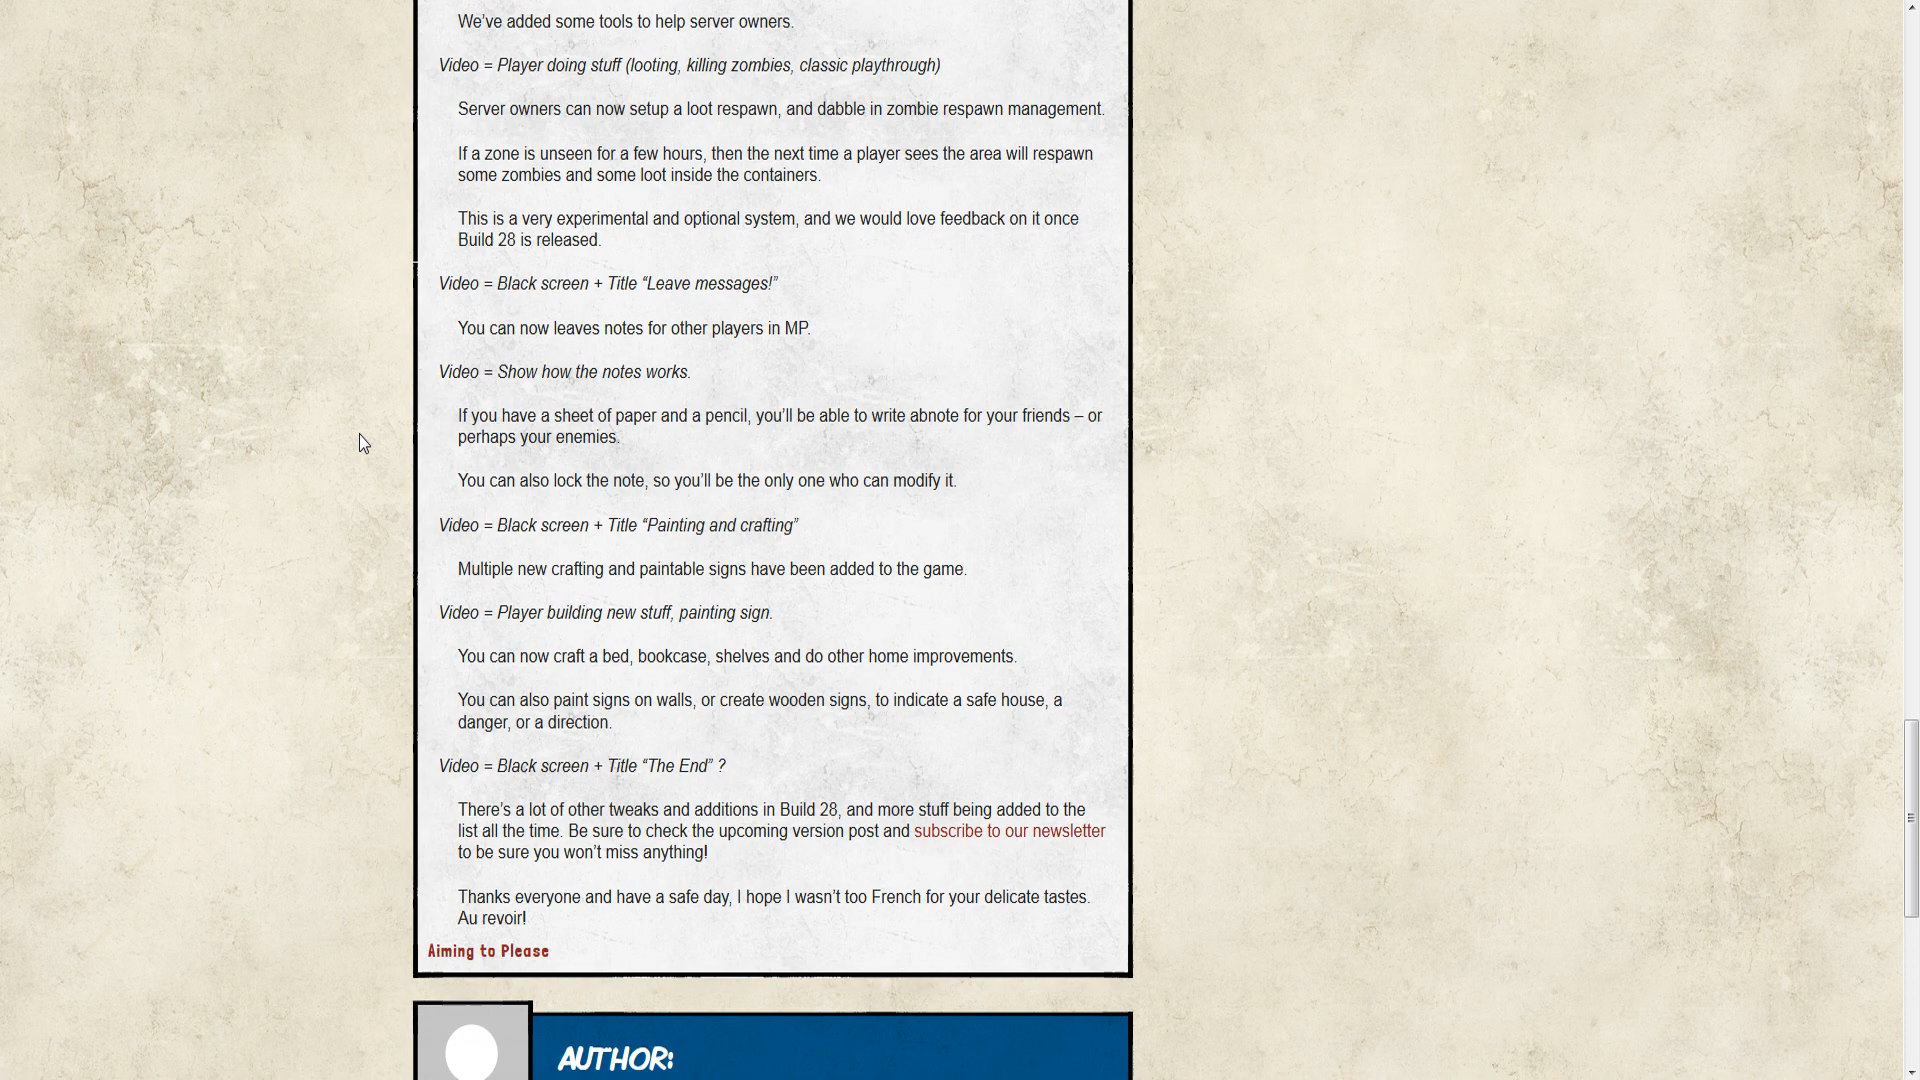 We’ve added some tools to help server owners.
Video = Player doing stuff (looting, killing zombies, classic playthrough)
Server owners can now setup a loot respawn, and dabble in zombie respawn management.
If a zone is unseen for a few hours, then the next time a player sees the area will respawn
some zombies and some loot inside the containers.
This is a very experimental and optional system, and we would love feedback on it once
Build 28 is released.
Video = Black screen + Title “Leave messages!”
You can now leaves notes for other players in MP.
Video = Show how the notes works.
If you have a sheet of paper and a pencil, you’ll be able to write abnote for your friends – or
perhaps your enemies.
You can also lock the note, so you’ll be the only one who can modify it.
Video = Black screen + Title “Painting and crafting”
Multiple new crafting and paintable signs have been added to the game.
Video = Player building new stuff, painting sign.
You can now craft a bed, bookcase, shelves and do other home improvements.
You can also paint signs on walls, or create wooden signs, to indicate a safe house, a
danger, or a direction.
Video = Black screen + Title “The End” ?
There’s a lot of other tweaks and additions in Build 28, and more stuff being added to the
list all the time. Be sure to check the upcoming version post and subscribe to our newsletter
to be sure you won’t miss anything!
Thanks everyone and have a safe day, I hope I wasn’t too French for your delicate tastes.
Au revoir!
Aiming to Please
AUTHOR: